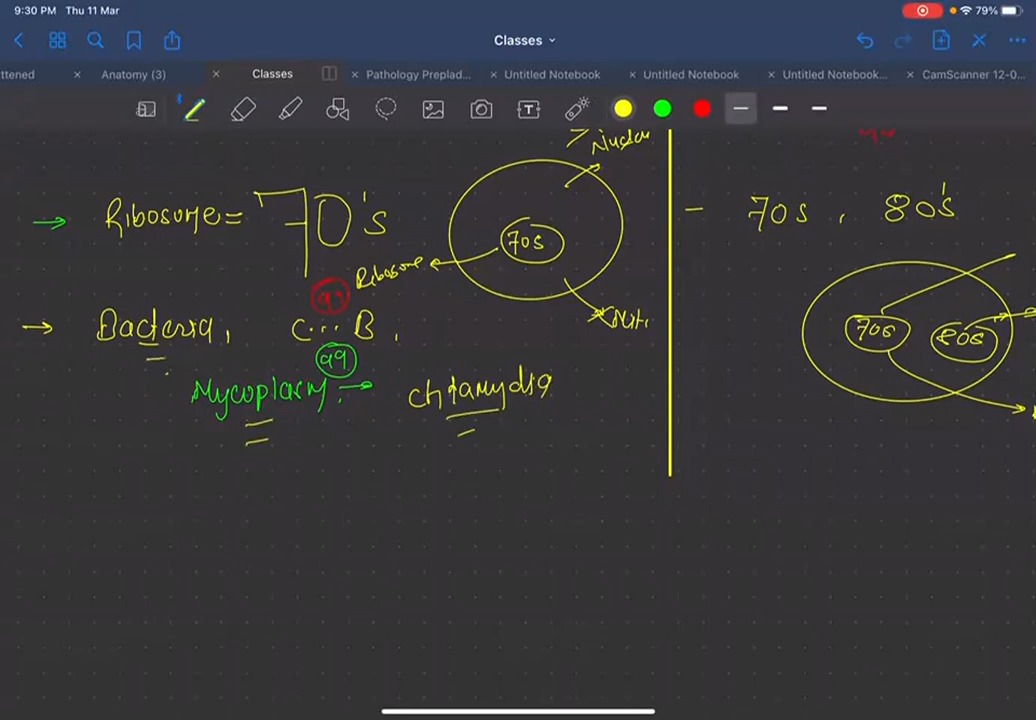 9:30 PM Thu 11 Mar
79%
Classes
ttened
Anatomy (3)
Classes
Pathology Preplad...
Untitled Notebook
Untitled Notebook
Untitled Notebook...
CamScanner 12-0...
Ribosome = 70's
70s
Ribosome
- 70s , 80's
70s 80s
Bacteria, C...B,
Mycoplasm. → chlamydia